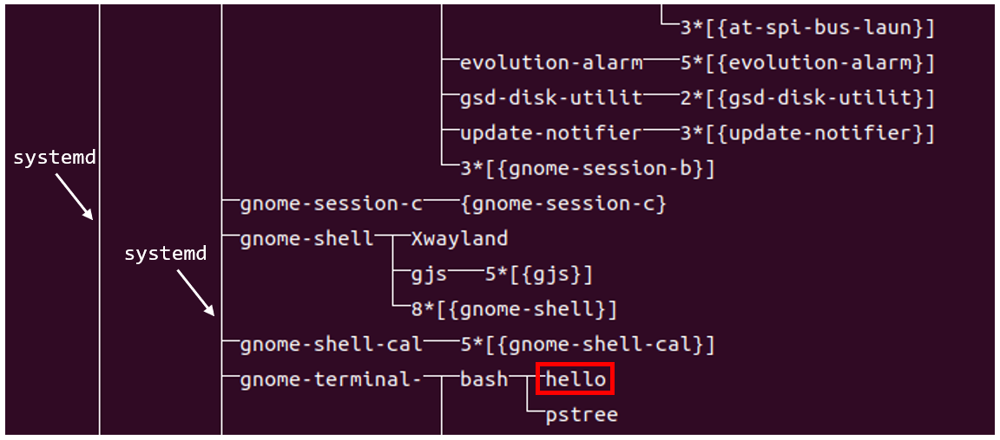 3*[{at-spi-bus-laun}]
evolution-alarm 5*[{evolution-alarm}]
gsd-disk-utilit 2*[{gsd-disk-utilit}]
update-notifier 3*[{update-notifier}]
systemd
3*[{gnome-session-b}]
gnome-session-c {gnome-session-c}
gnome-shell Xwayland
systemd
gjs 5*[{gjs}]
8*[{gnome-shell}]
gnome-shell-cal 5*[{gnome-shell-cal}]
gnome-terminal- bash hello
pstree